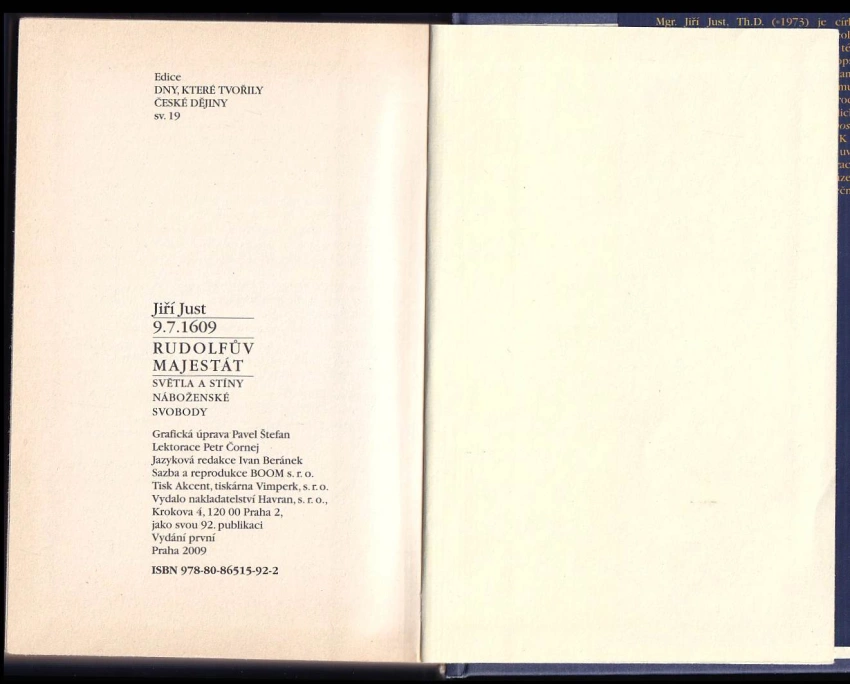 Edice
DNY, KTERÉ TVOŘILY
ČESKÉ DĚJINY
sv. 19
Jiří Just
9.7.1609
RUDOLFŮV
MAJESTÁT
SVĚTLA A STÍNY
NÁBOŽENSKÉ
SVOBODY
Grafická úprava Pavel Štefan
Lektorace Petr Čornej
Jazyková redakce Ivan Beránek
Sazba a reprodukce BOOM s. r. o.
Tisk Akcent, tiskárna Vimperk, s. r. o.
Vydalo nakladatelství Havran, s. r. o.,
Krokova 4, 120 00 Praha 2,
jako svou 92. publikaci
Vydání první
Praha 2009
ISBN 978-80-86515-92-2
Mgr. Jiří Just, Th.D. (*1973) je